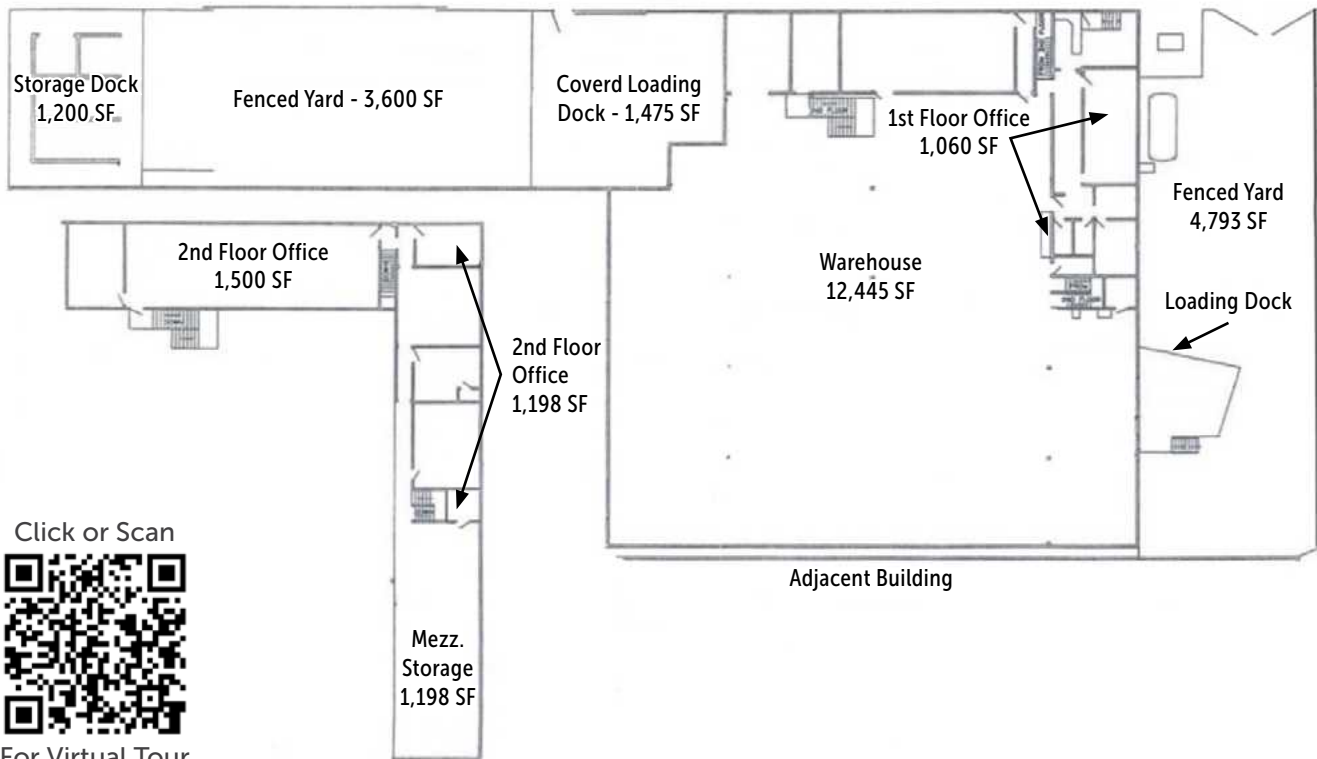 Storage Dock
1,200 SF
Fenced Yard - 3,600 SF
Coverd Loading
Dock - 1,475 SF
1st Floor Office
1,060 SF
Fenced Yard
4,793 SF
2nd Floor Office
1,500 SF
Warehouse
12,445 SF
Loading Dock
2nd Floor
Office
1,198 SF
Adjacent Building
Mezz.
Storage
1,198 SF
Click or Scan
For Virtual Tour